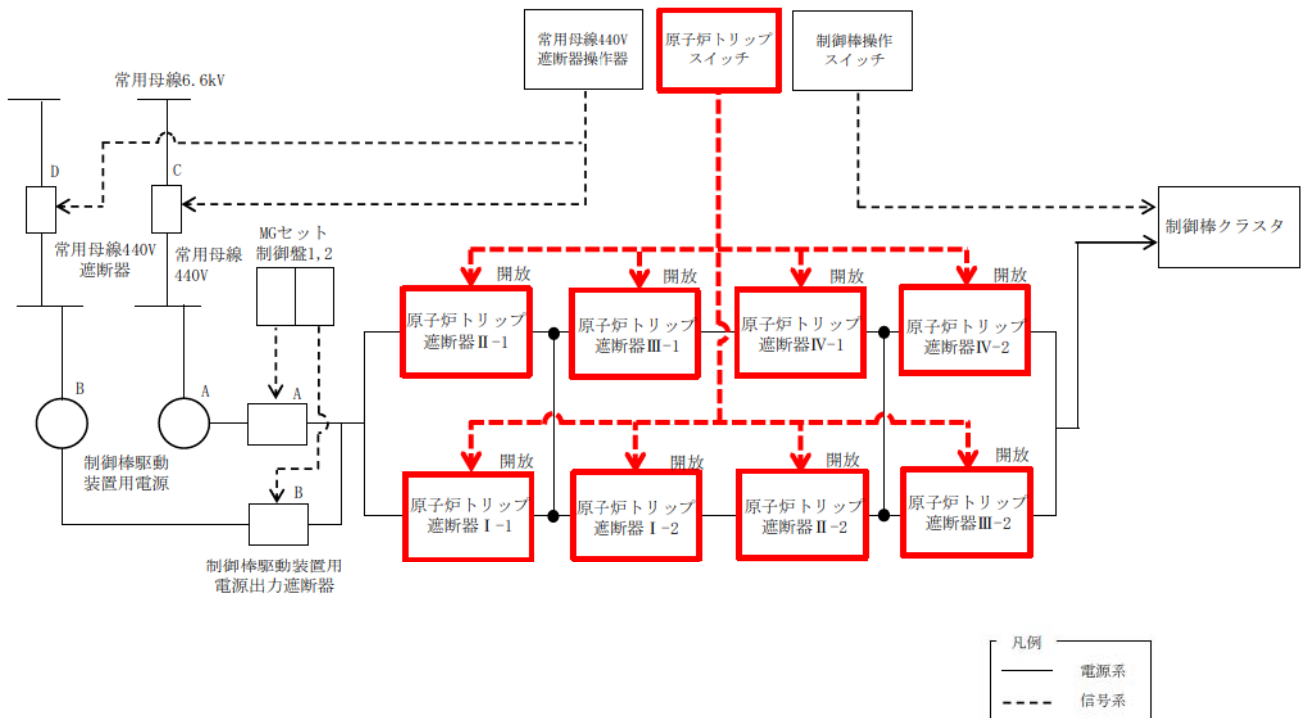 常用母線440V
遮断器操作器
原子炉トリップ
スイッチ
制御棒操作
スイッチ
常用母線6.6kV
D
C
制御棒クラスタ
常用母線440V
遮断器
常用母線
440V
MGセット
制御盤1,2
開放
開放
開放
開放
原子炉トリップ
遮断器Ⅱ-1
原子炉トリップ
遮断器Ⅲ-1
原子炉トリップ
遮断器Ⅳ-1
原子炉トリップ
遮断器Ⅳ-2
B
A
A
制御棒駆動
装置用電源
開放
開放
開放
開放
B
原子炉トリップ
遮断器Ⅰ-1
原子炉トリップ
遮断器Ⅰ-2
原子炉トリップ
遮断器Ⅱ-2
原子炉トリップ
遮断器Ⅲ-2
制御棒駆動装置用
電源出力遮断器
凡例
電源系
信号系